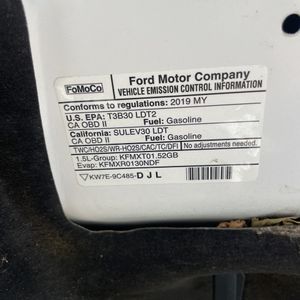 FoMoCo
Ford Motor Company
VEHICLE EMISSION CONTROL INFORMATION
Conforms to regulations: 2019 MY
U.S. EPA: T3B30 LDT2
CA OBD II Fuel: Gasoline
California: SULEV30 LDT
CA OBD II Fuel: Gasoline
TWC/HO2S/WR-HO2S/CAC/TC/DFI No adjustments needed.
1.5L-Group: KFMXT01.52GB
Evap: KFMXR0130NDF
KW7E-9C485-DJL